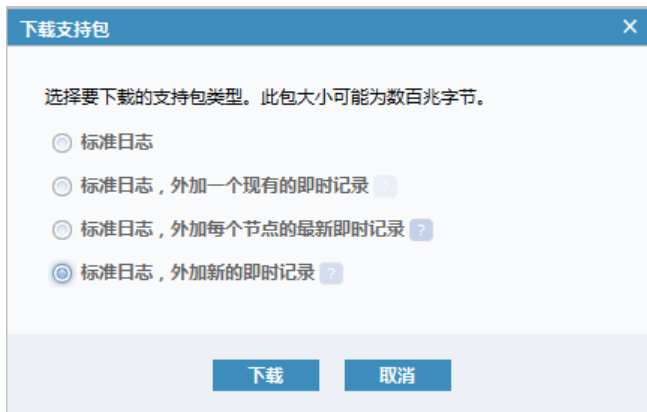 下载支持包
选择要下载的支持包类型。此包大小可能为数百兆字节。
标准日志
标准日志，外加一个现有的即时记录 ?
标准日志，外加每个节点的最新即时记录 ?
标准日志，外加新的即时记录 ?
下载 取消